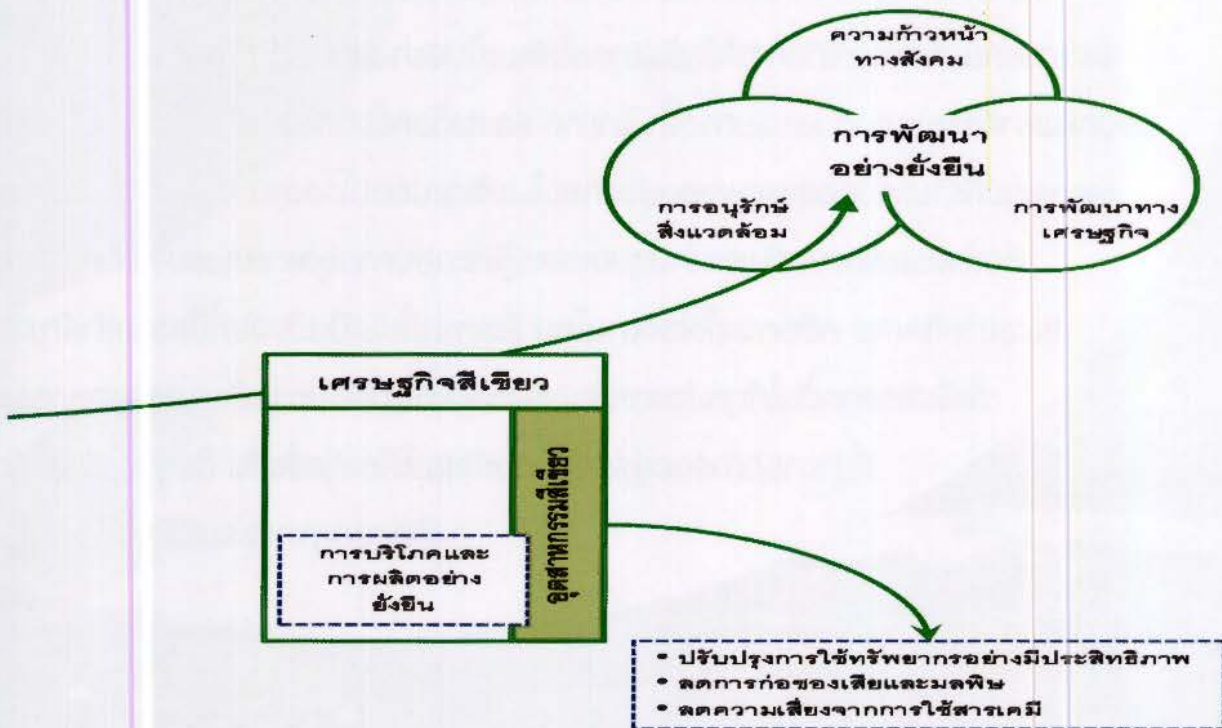 ความก้าวหน้า
ทางสังคม
การพัฒนา
อย่างยั่งยืน
การอนุรักษ์
สิ่งแวดล้อม
การพัฒนาทาง
เศรษฐกิจ
เศรษฐกิจสีเขียว
อุตสาหกรรมสีเขียว
การบริโภคและ
การผลิตอย่าง
ยั่งยืน
• ปรับปรุงการใช้ทรัพยากรอย่างมีประสิทธิภาพ
• ลดการก่อของเสียและมลพิษ
• ลดความเสี่ยงจากการใช้สารเคมี